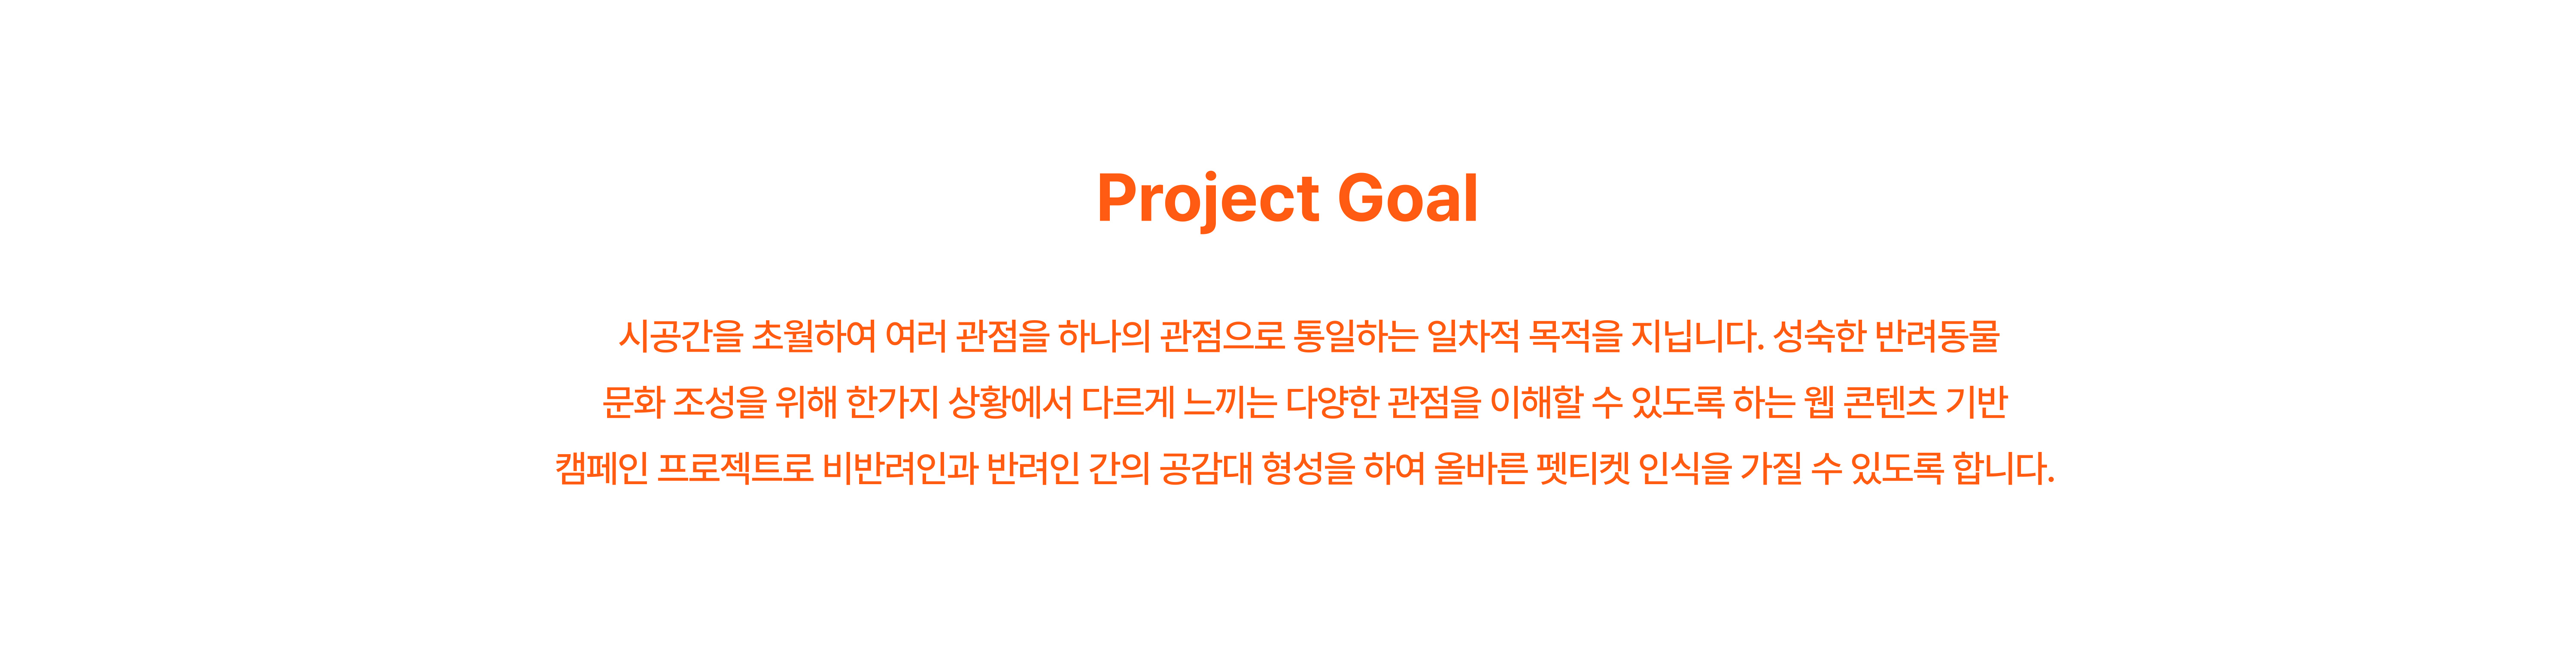 Project Goal
시공간을 초월하여 여러 관점을 하나의 관점으로 통일하는 일차적 목적을 지닙니다. 성숙한 반려동물
문화 조성을 위해 한가지 상황에서 다르게 느끼는 다양한 관점을 이해할 수 있도록 하는 웹 콘텐츠 기반
캠페인 프로젝트로 비반려인과 반려인 간의 공감대 형성을 하여 올바른 펫티켓 인식을 가질 수 있도록 합니다.